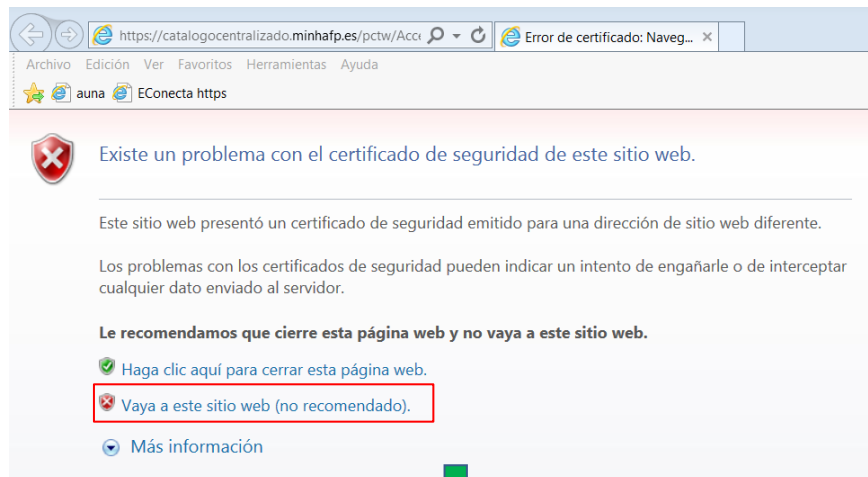 https://catalogocentralizado.minhafp.es/pctw/Acce
Error de certificado: Naveg...
Archivo Edición Ver Favoritos Herramientas Ayuda
auna EConecta https
Existe un problema con el certificado de seguridad de este sitio web.
Este sitio web presentó un certificado de seguridad emitido para una dirección de sitio web diferente.
Los problemas con los certificados de seguridad pueden indicar un intento de engañarle o de interceptar
cualquier dato enviado al servidor.
Le recomendamos que cierre esta página web y no vaya a este sitio web.
Haga clic aquí para cerrar esta página web.
Vaya a este sitio web (no recomendado).
Más información